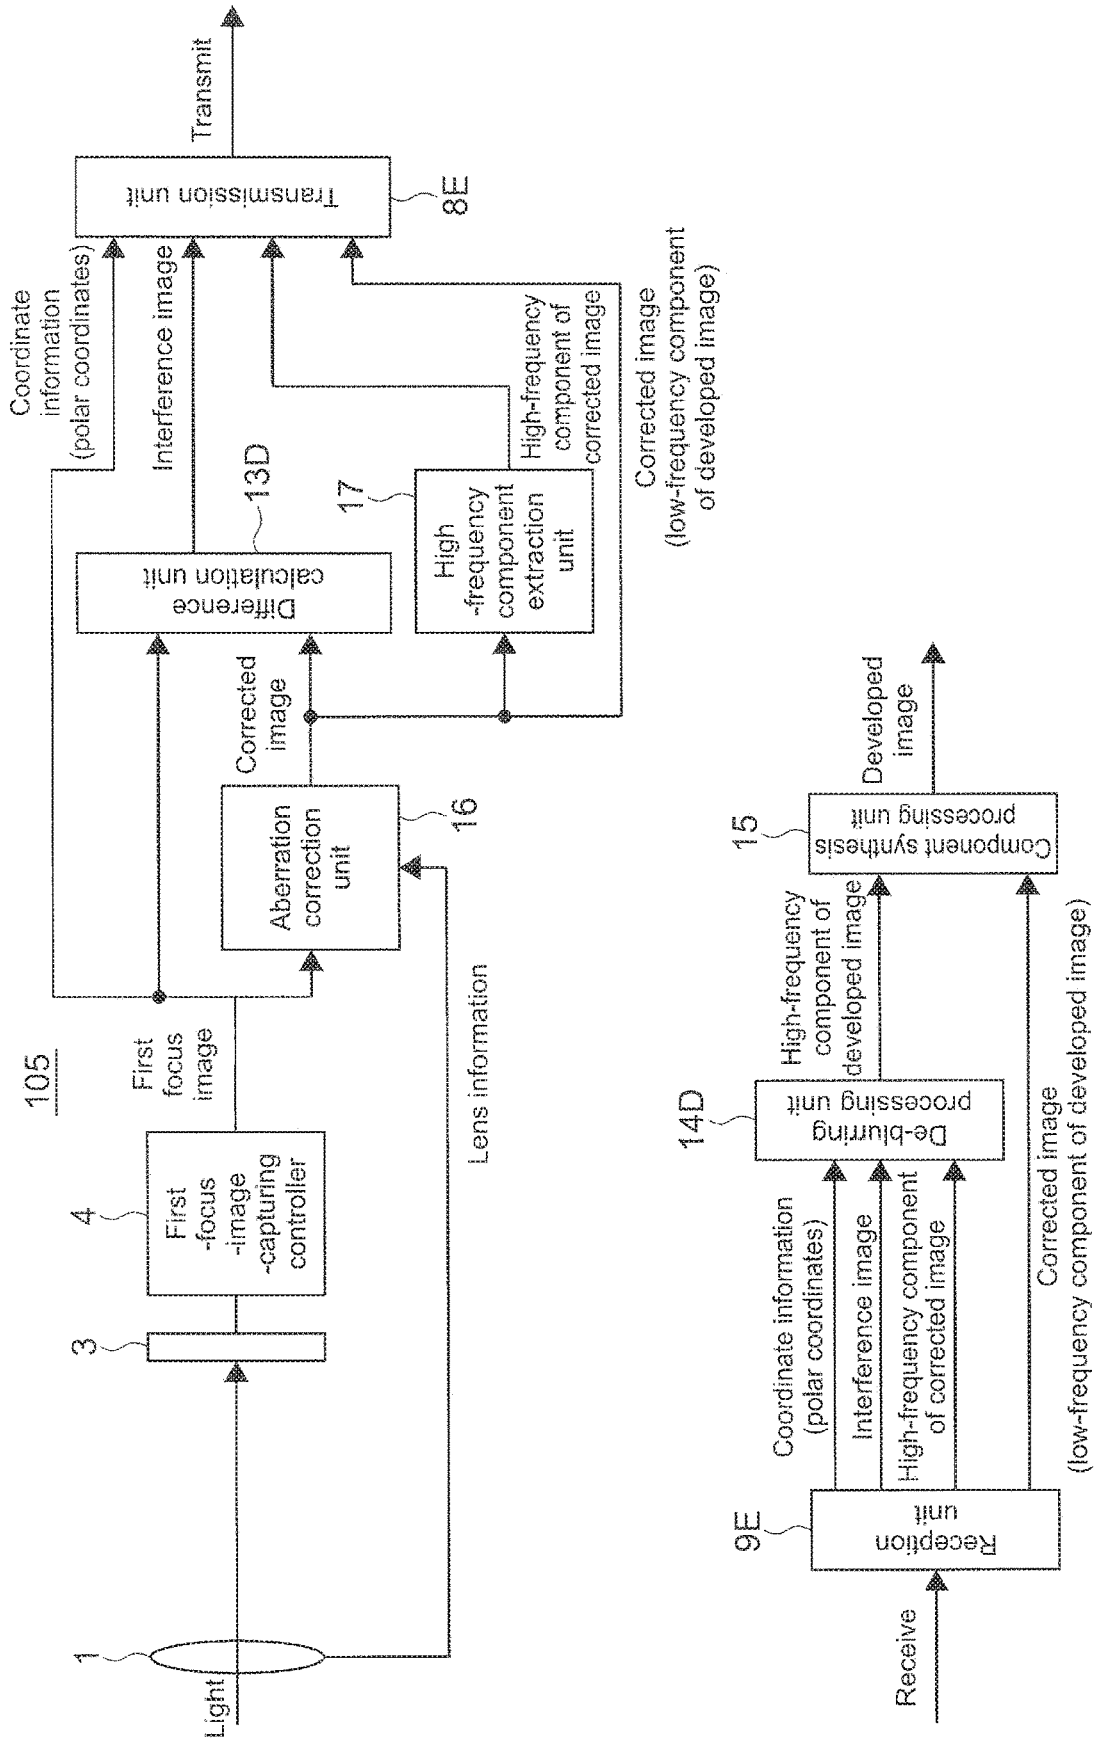 105
Light
1
3
4
First
-focus
-image
-capturing
controller
First
focus
image
Lens information
Aberration
correction
unit
16
Corrected
image
Difference
calculation unit
13D
High
-frequency
component
extraction
unit
17
Coordinate
information
(polar coordinates)
Interference image
High-frequency
component of
corrected image
Corrected image
(low-frequency component
of developed image)
Transmission unit
8E
Transmit
Receive
Reception
unit
9E
Coordinate information
(polar coordinates)
Interference image
High-frequency component
of corrected image
Corrected image
(low-frequency component of developed image)
De-blurring
processing unit
14D
High-frequency
component of
developed image
Component synthesis
processing unit
15
Developed
image